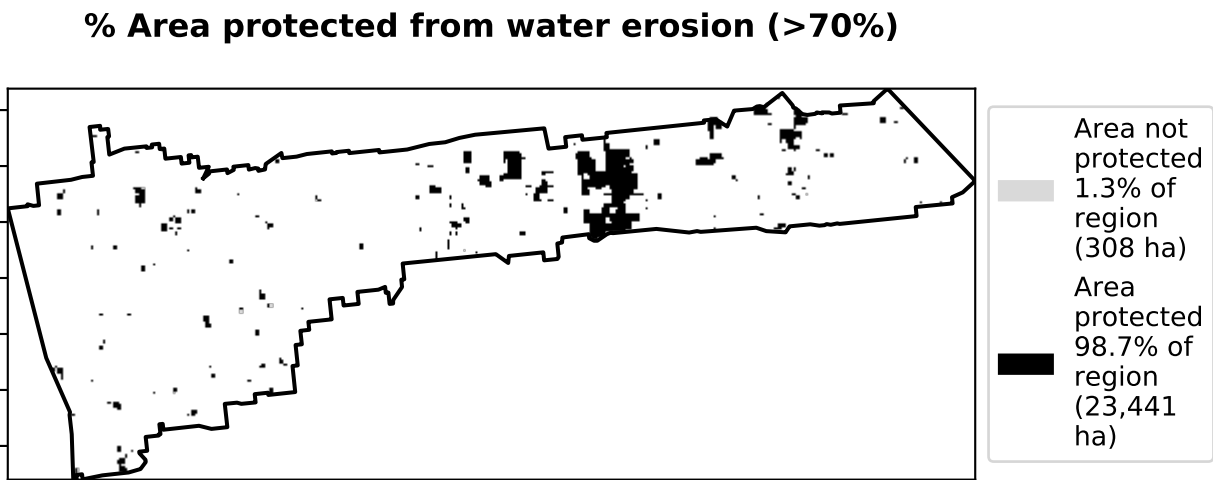 % Area protected from water erosion (>70%)
Area not
protected
1.3% of
region
(308 ha)
Area
protected
98.7% of
region
(23,441
ha)